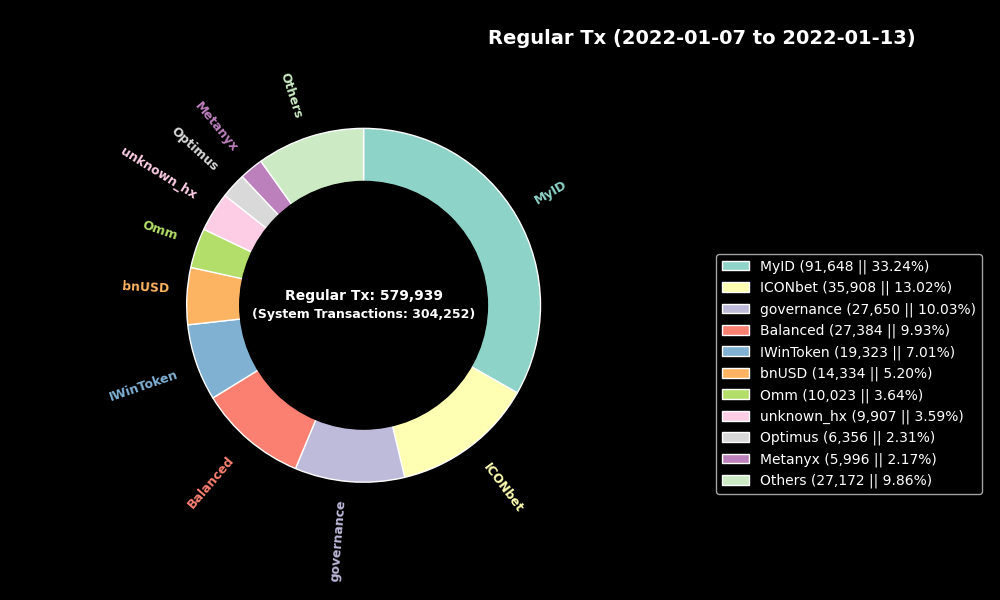 Regular Tx (2022-01-07 to 2022-01-13)
Others
Metanyx
Optimus
unknown_hx
Omm
bnUSD
IWinToken
Balanced
governance
ICONbet
MyID
Regular Tx: 579,939
(System Transactions: 304,252)
MyID (91,648 || 33.24%)
ICONbet (35,908 || 13.02%)
governance (27,650 || 10.03%)
Balanced (27,384 || 9.93%)
IWinToken (19,323 || 7.01%)
bnUSD (14,334 || 5.20%)
Omm (10,023 || 3.64%)
unknown_hx (9,907 || 3.59%)
Optimus (6,356 || 2.31%)
Metanyx (5,996 || 2.17%)
Others (27,172 || 9.86%)